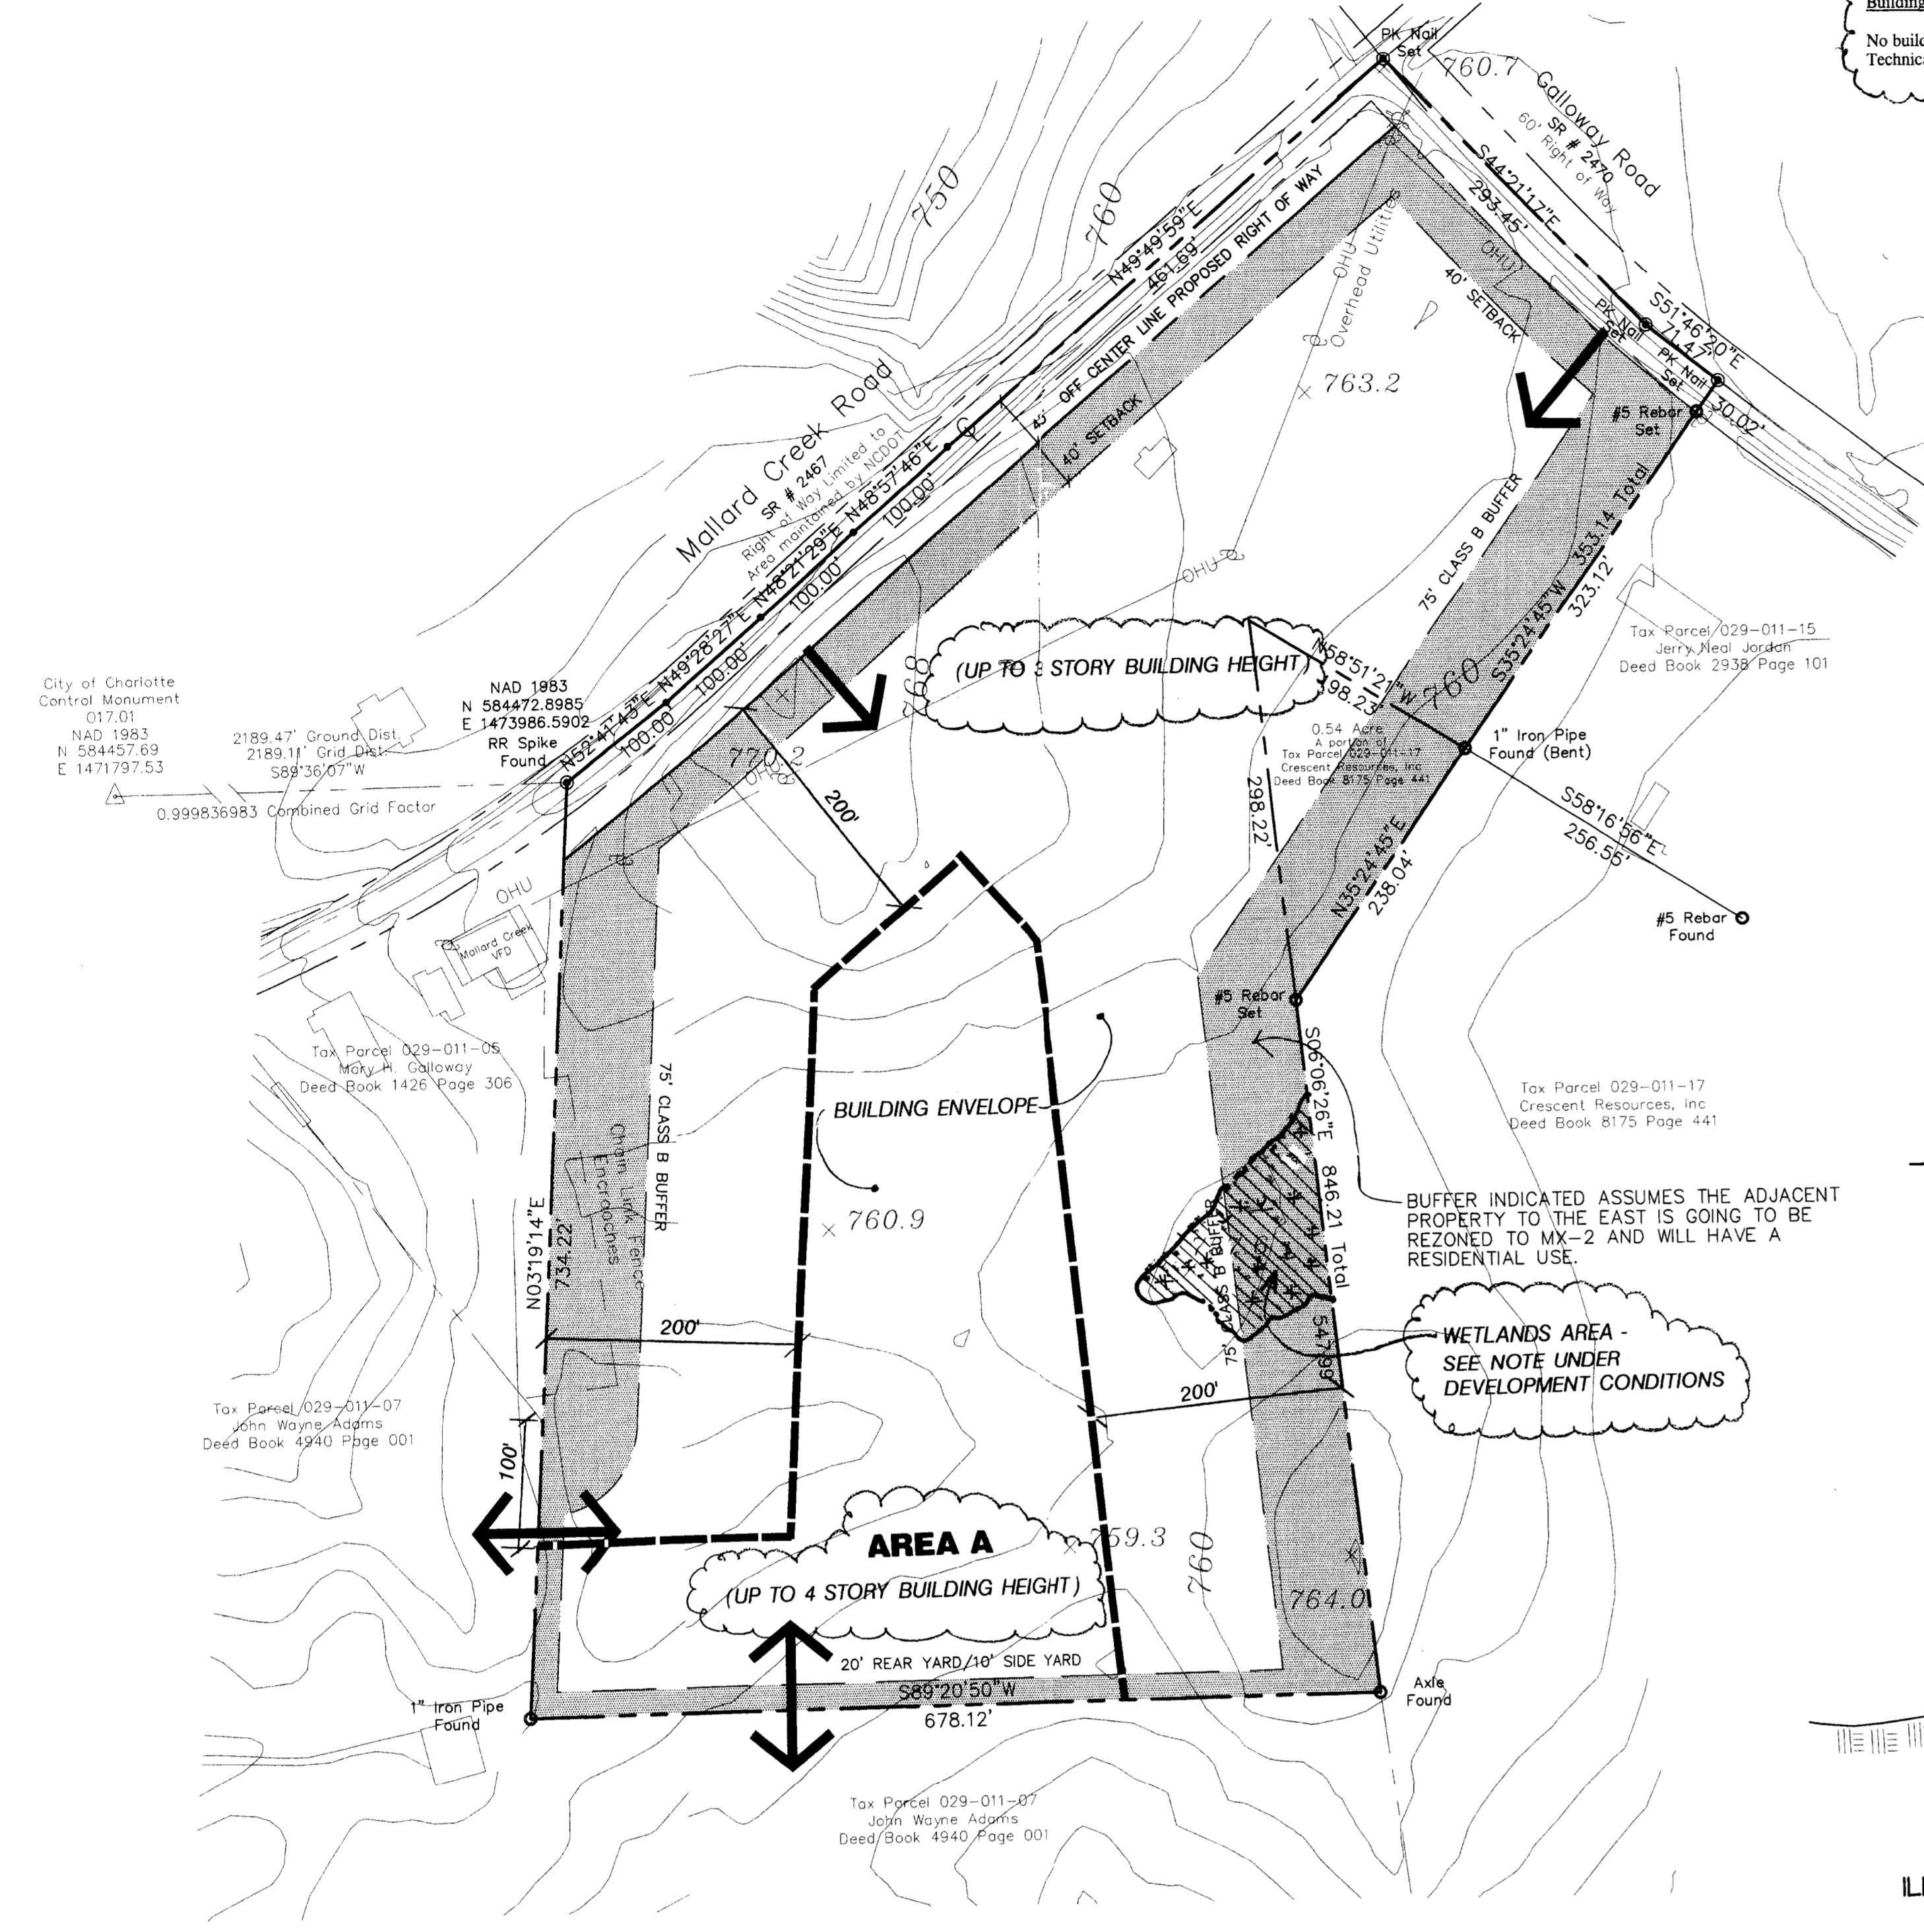 Building
No build
Technica
PK Nail
Set
760.7
Galloway Road
SR # 2470
60' Right of Way
S44°21'17"E
293.45'
750
760
N49°49'59"E
461.69'
45' OFF CENTER LINE PROPOSED RIGHT OF WAY
40' SETBACK
OHU
Overhead Utilities
OHU
40' SETBACK
PK Nail
Set
S51°46'20"E
71.47'
PK Nail
Set
#5 Rebar
Set
30.02'
763.2
Mallard Creek Road
SR # 2467
Right of Way Limited to
Area maintained by NCDOT
N48°57'46"E
100.00'
N48°21'29"E
100.00'
N49°28'27"E
100.00'
N52°41'43"E
100.00'
75' CLASS B BUFFER
353.14 Total
S35°24'45"W
323.12'
OHU
Tax Parcel 029-011-15
Jerry Neal Jordan
Deed Book 2938 Page 101
City of Charlotte
Control Monument
017.01
NAD 1983
N 584457.69
E 1471797.53
2189.47' Ground Dist.
2189.11' Grid Dist.
S89°36'07"W
0.999836983 Combined Grid Factor
NAD 1983
N 584472.8985
E 1473986.5902
RR Spike
Found
768
(UP TO 3 STORY BUILDING HEIGHT)
N58°51'21"W
198.23'
760
0.54 Acre
A portion of
Tax Parcel 029-011-17
Crescent Resources, Inc
Deed Book 8175 Page 441
1" Iron Pipe
Found (Bent)
770.2
OHU
200'
298.22'
N35°24'45"E
238.04'
S58°16'56"E
256.55'
#5 Rebar
Found
OHU
Mallard Creek
VFD
#5 Rebar
Set
Tax Parcel 029-011-05
Mary H. Galloway
Deed Book 1426 Page 306
75' CLASS B BUFFER
Chain Link Fence
Encroaches
BUILDING ENVELOPE
S06°06'26"E
846.21 Total
547.99'
Tax Parcel 029-011-17
Crescent Resources, Inc
Deed Book 8175 Page 441
N03°19'14"E
734.22'
760.9
75' CLASS B BUFFER
BUFFER INDICATED ASSUMES THE ADJACENT
PROPERTY TO THE EAST IS GOING TO BE
REZONED TO MX-2 AND WILL HAVE A
RESIDENTIAL USE.
200'
WETLANDS AREA -
SEE NOTE UNDER
DEVELOPMENT CONDITIONS
200'
Tax Parcel 029-011-07
John Wayne Adams
Deed Book 4940 Page 001
100'
AREA A
(UP TO 4 STORY BUILDING HEIGHT)
759.3
760
764.0
20' REAR YARD/10' SIDE YARD
S89°20'50"W
678.12'
1" Iron Pipe
Found
Axle
Found
Tax Parcel 029-011-07
John Wayne Adams
Deed Book 4940 Page 001